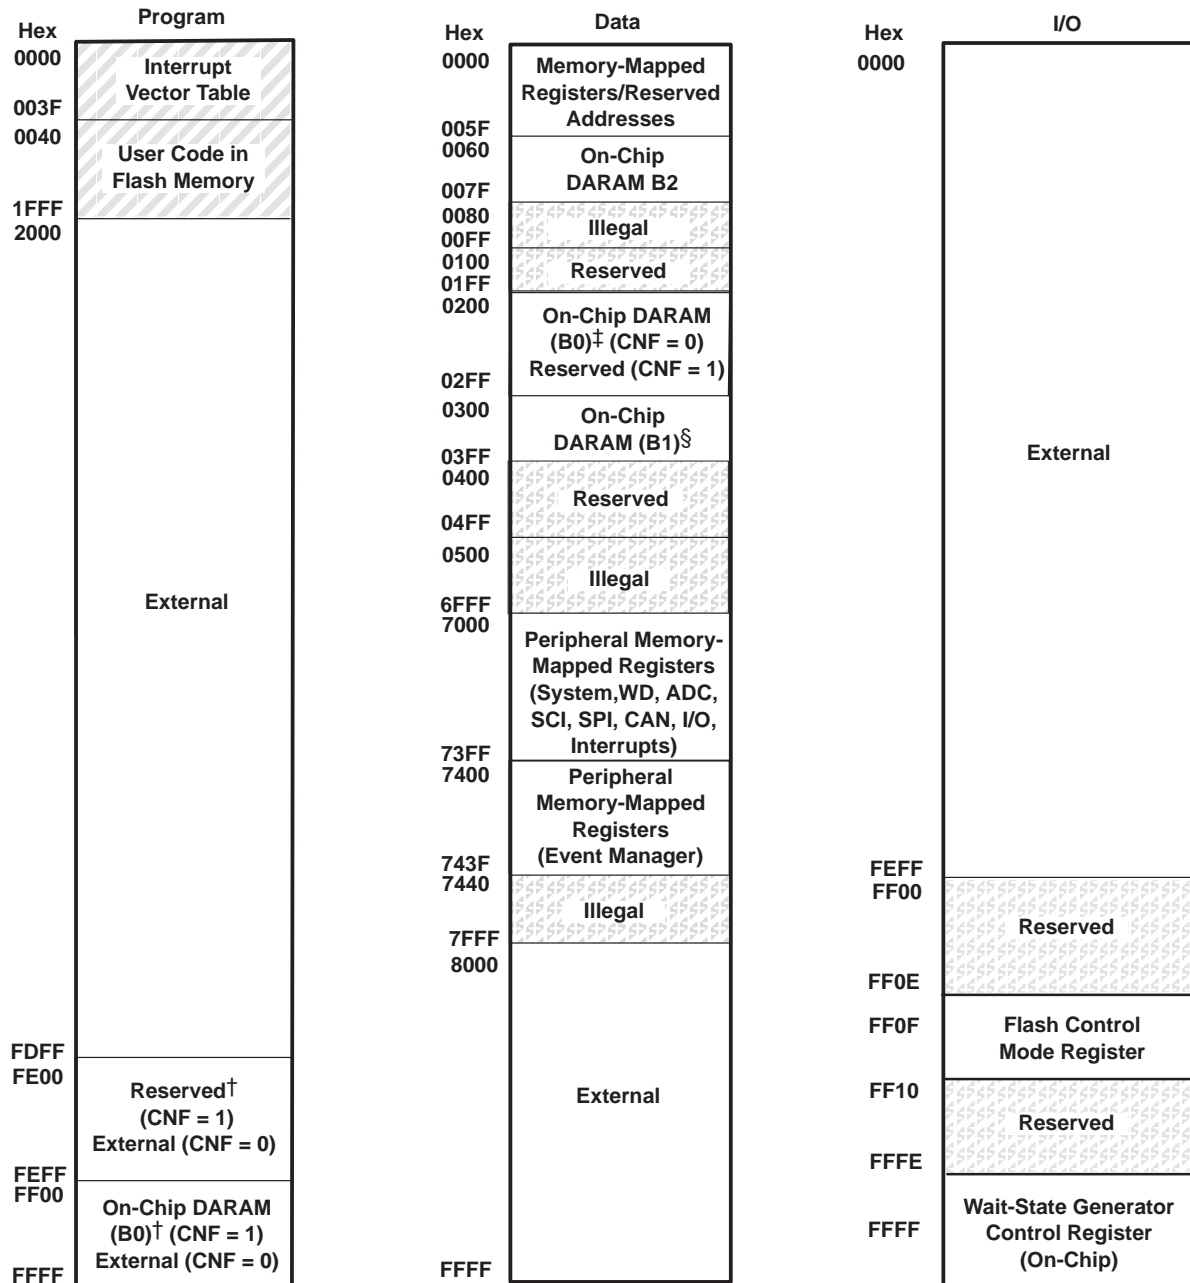 Program
Hex
0000
Interrupt
Vector Table
003F
0040
User Code in
Flash Memory
1FFF
2000
External
FDFF
FE00
Reserved†
(CNF = 1)
External (CNF = 0)
FEFF
FF00
On-Chip DARAM
(B0)† (CNF = 1)
External (CNF = 0)
FFFF
Data
Hex
0000
Memory-Mapped
Registers/Reserved
Addresses
005F
0060
On-Chip
DARAM B2
007F
0080
Illegal
00FF
0100
Reserved
01FF
0200
On-Chip DARAM
(B0)‡ (CNF = 0)
Reserved (CNF = 1)
02FF
0300
On-Chip
DARAM (B1)§
03FF
0400
Reserved
04FF
0500
Illegal
6FFF
7000
Peripheral Memory-
Mapped Registers
(System,WD, ADC,
SCI, SPI, CAN, I/O,
Interrupts)
73FF
7400
Peripheral
Memory-Mapped
Registers
(Event Manager)
743F
7440
Illegal
7FFF
8000
External
FFFF
I/O
Hex
0000
External
FEFF
FF00
Reserved
FF0E
FF0F
Flash Control
Mode Register
FF10
Reserved
FFFE
Wait-State Generator
Control Register
(On-Chip)
FFFF